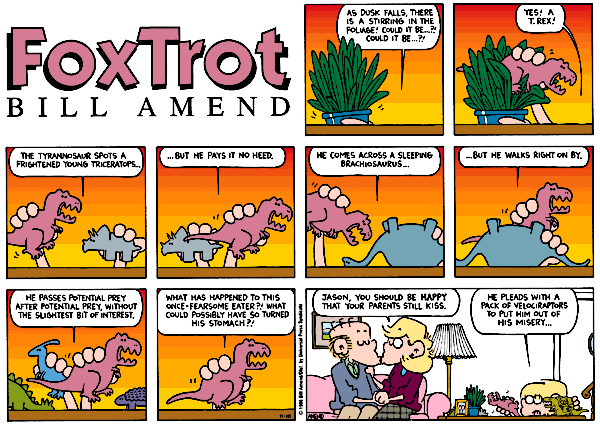 FoxTrot
BILL AMEND
AS DUSK FALLS, THERE
IS A STIRRING IN THE
FOLIAGE! COULD IT BE...?!
COULD IT BE...?!
YES! A
T. REX!
THE TYRANNOSAUR SPOTS A
FRIGHTENED YOUNG TRICERATOPS...
...BUT HE PAYS IT NO HEED.
HE COMES ACROSS A SLEEPING
BRACHIOSAURUS...
...BUT HE WALKS RIGHT ON BY.
HE PASSES POTENTIAL PREY
AFTER POTENTIAL PREY, WITHOUT
THE SLIGHTEST BIT OF INTEREST.
WHAT HAS HAPPENED TO THIS
ONCE-FEARSOME EATER?! WHAT
COULD POSSIBLY HAVE SO TURNED
HIS STOMACH?!
JASON, YOU SHOULD BE HAPPY
THAT YOUR PARENTS STILL KISS.
HE PLEADS WITH A
PACK OF VELOCIRAPTORS
TO PUT HIM OUT OF
HIS MISERY...
AMEND